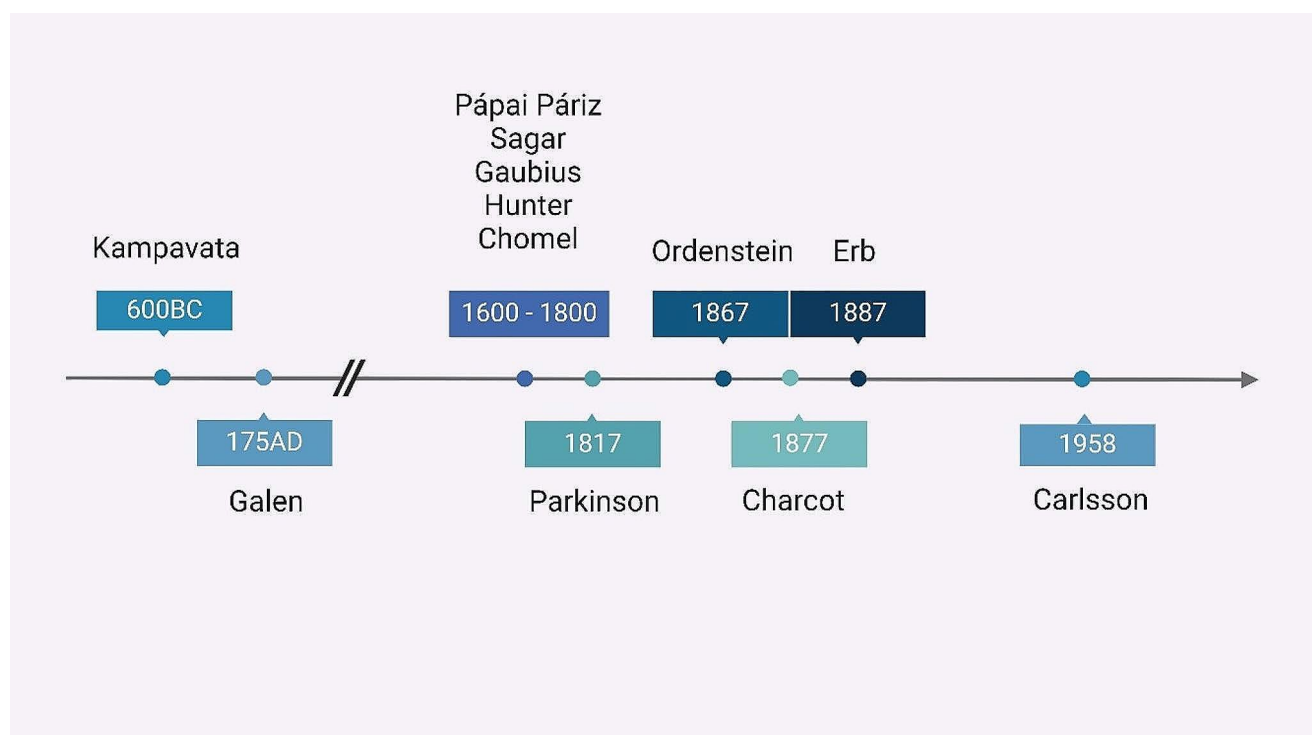 Pápai Páriz
Sagar
Gaubius
Hunter
Chomel
Kampavata
Ordenstein
Erb
600BC
1600 - 1800
1867
1887
175AD
1817
1877
1958
Galen
Parkinson
Charcot
Carlsson